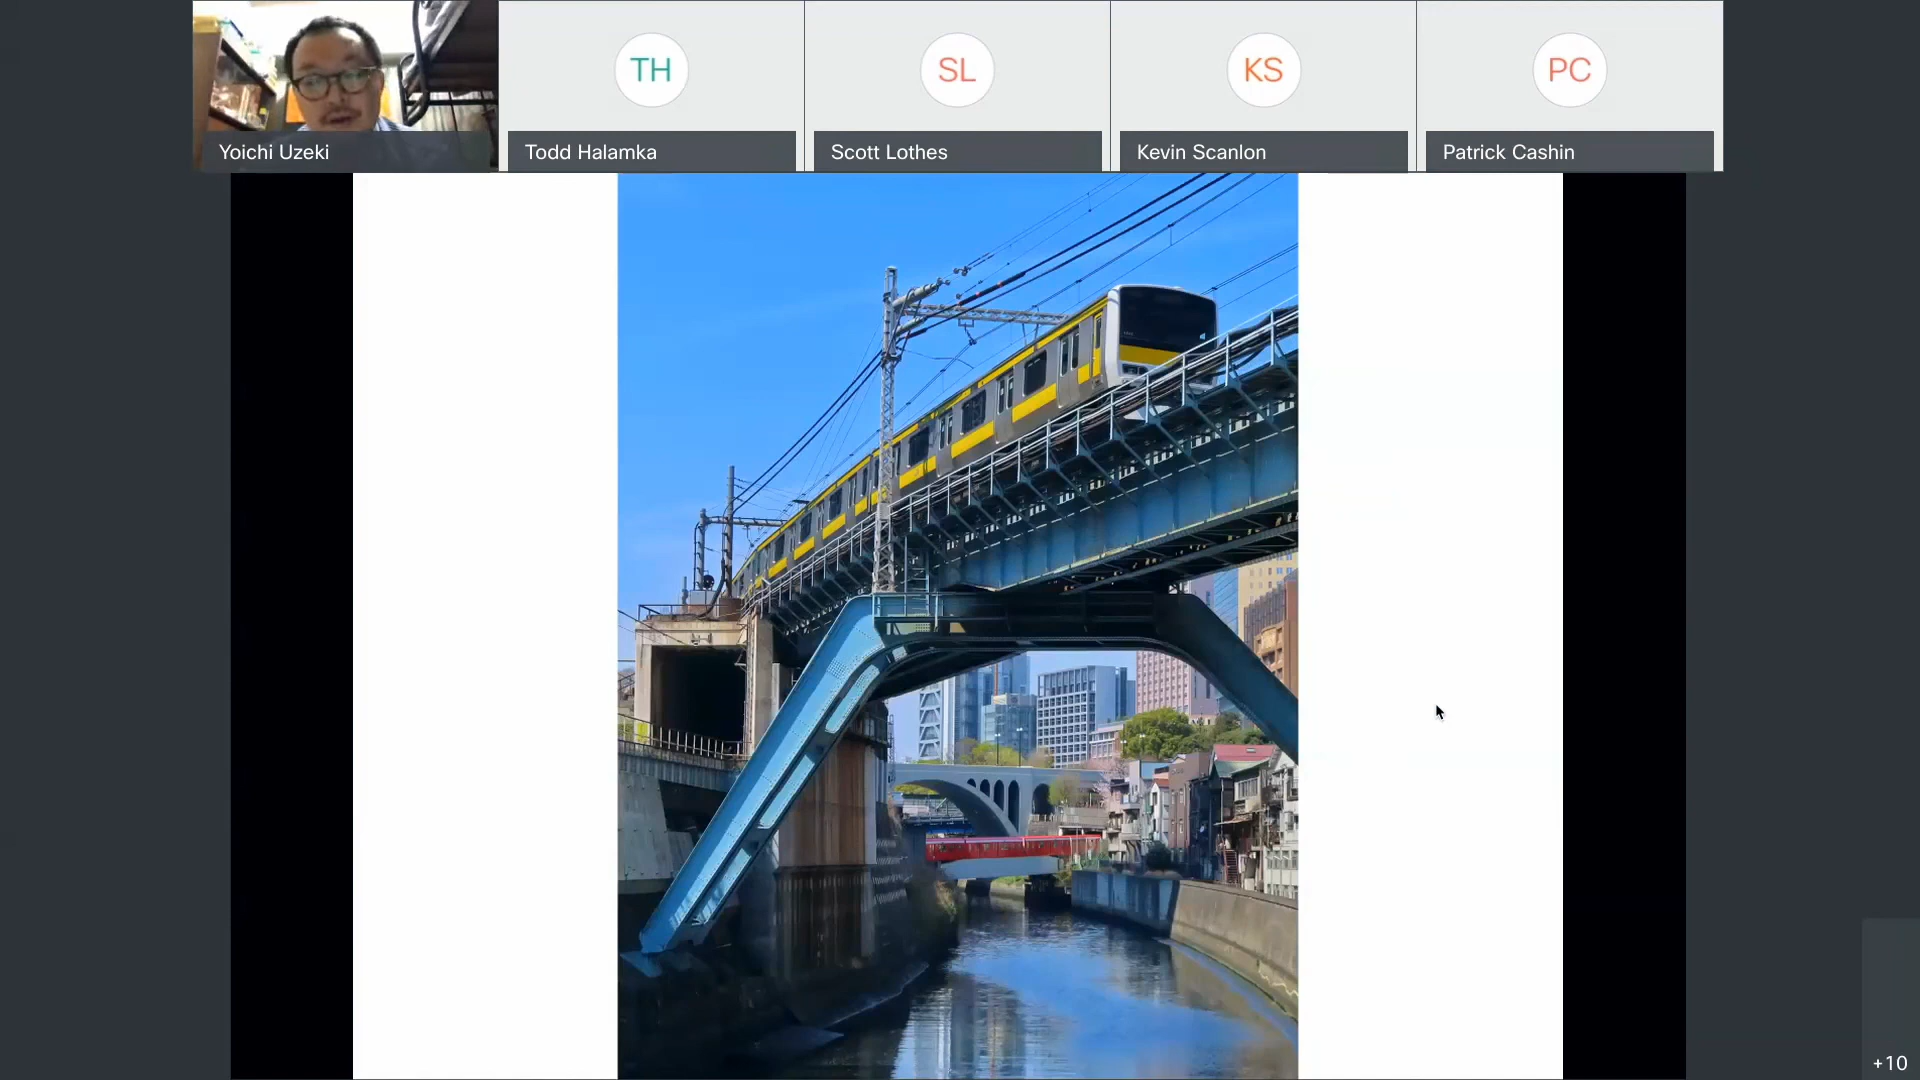 TH
SL
KS
PC
Yoichi Uzeki
Todd Halamka
Scott Lothes
Kevin Scanlon
Patrick Cashin
+10